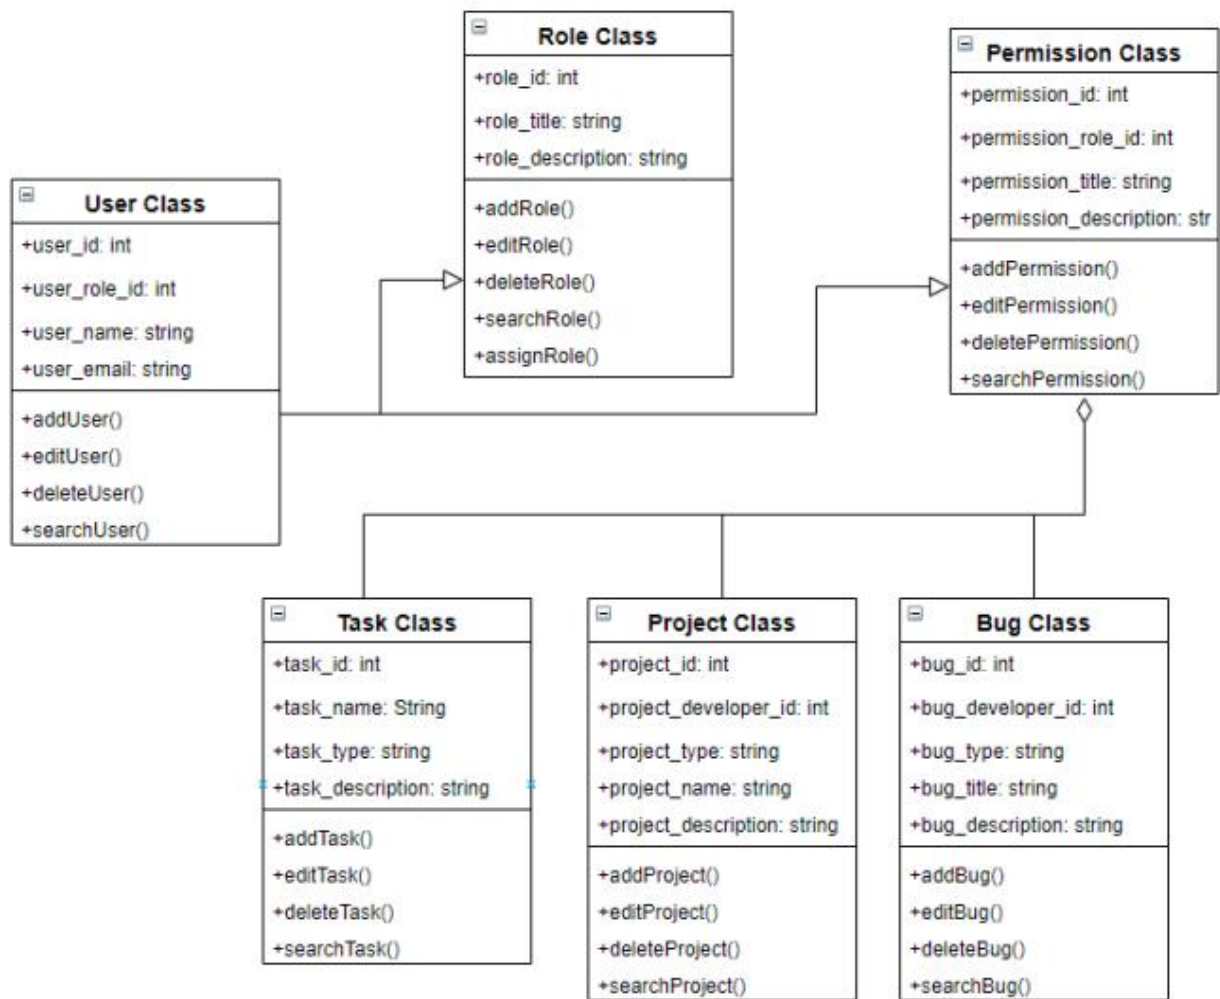 Role Class
+role_id: int
+role_title: string
+role_description: string
+addRole()
+editRole()
+deleteRole()
+searchRole()
+assignRole()
Permission Class
+permission_id: int
+permission_role_id: int
+permission_title: string
+permission_description: str
+addPermission()
+editPermission()
+deletePermission()
+searchPermission()
User Class
+user_id: int
+user_role_id: int
+user_name: string
+user_email: string
+addUser()
+editUser()
+deleteUser()
+searchUser()
Task Class
+task_id: int
+task_name: String
+task_type: string
+task_description: string
+addTask()
+editTask()
+deleteTask()
+searchTask()
Project Class
+project_id: int
+project_developer_id: int
+project_type: string
+project_name: string
+project_description: string
+addProject()
+editProject()
+deleteProject()
+searchProject()
Bug Class
+bug_id: int
+bug_developer_id: int
+bug_type: string
+bug_title: string
+bug_description: string
+addBug()
+editBug()
+deleteBug()
+searchBug()